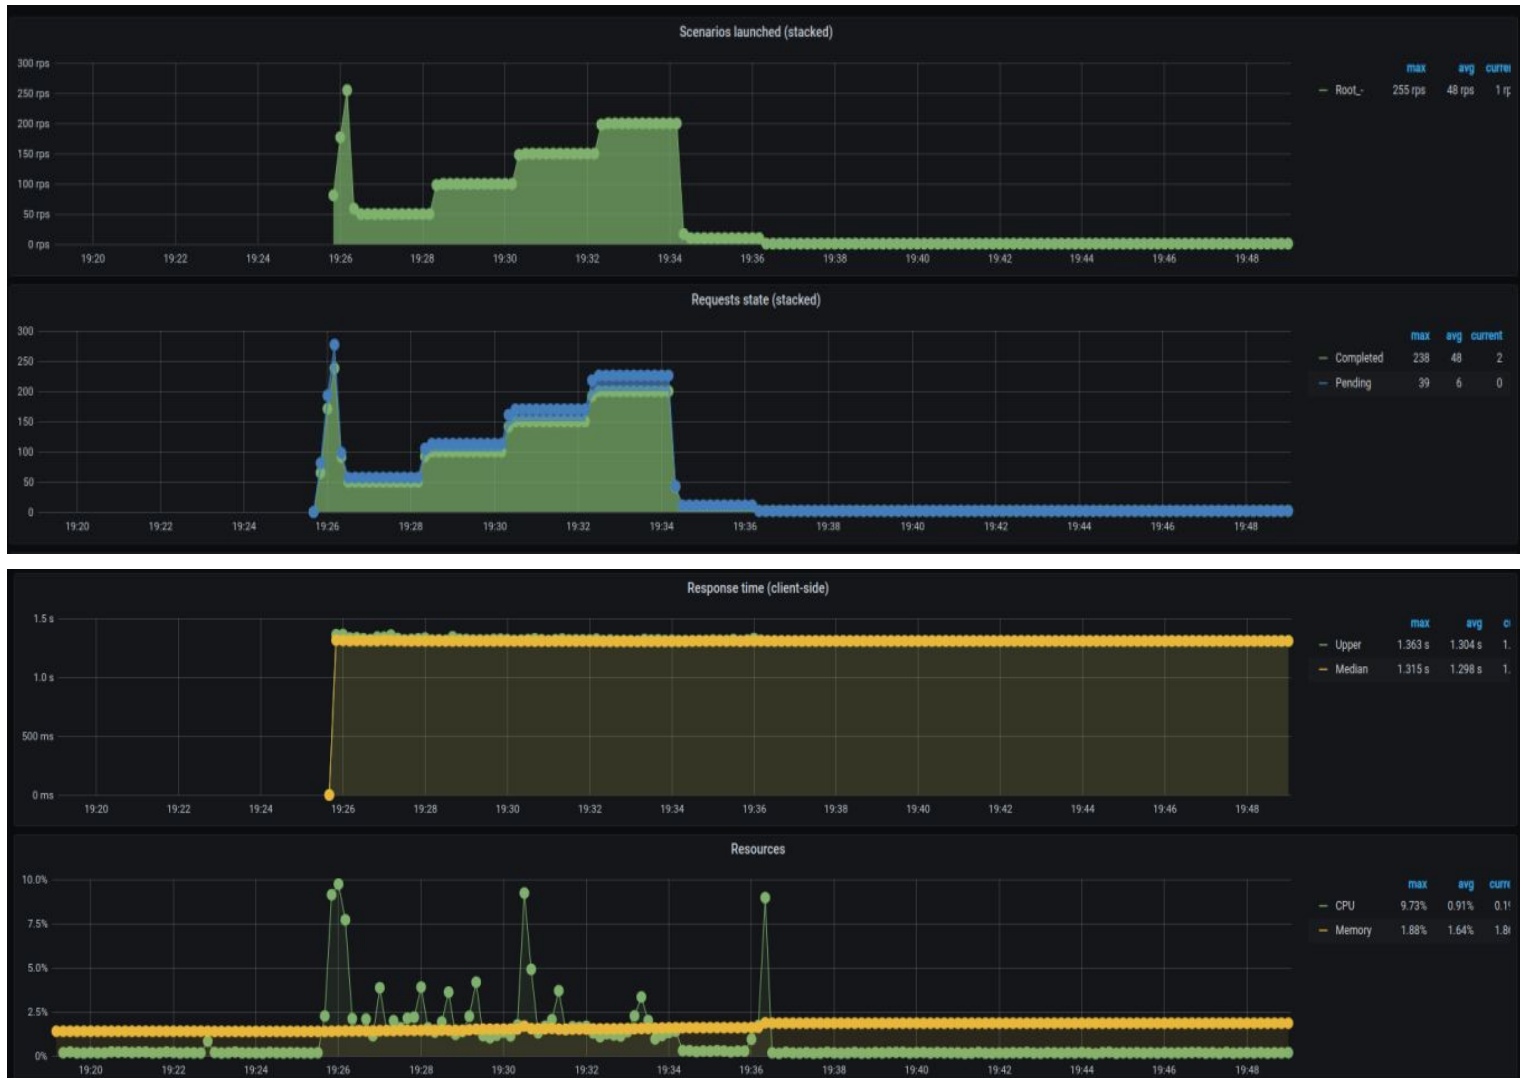 Scenarios launched (stacked)
300 rps
250 rps
200 rps
150 rps
100 rps
50 rps
0 rps
19:20 19:22 19:24 19:26 19:28 19:30 19:32 19:34 19:36 19:38 19:40 19:42 19:44 19:46 19:48
max avg
Root_- 255 rps 48 rps 1
Requests state (stacked)
300
250
200
150
100
50
0
19:20 19:22 19:24 19:26 19:28 19:30 19:32 19:34 19:36 19:38 19:40 19:42 19:44 19:46 19:48
max avg current
Completed 238 48 2
Pending 39 6 0
Response time (client-side)
1.5 s
1.0 s
500 ms
0 ms
19:20 19:22 19:24 19:26 19:28 19:30 19:32 19:34 19:36 19:38 19:40 19:42 19:44 19:46 19:48
max avg
Upper 1.363 s 1.304 s 1.
Median 1.315 s 1.298 s 1.
Resources
10.0%
7.5%
5.0%
2.5%
0%
19:20 19:22 19:24 19:26 19:28 19:30 19:32 19:34 19:36 19:38 19:40 19:42 19:44 19:46 19:48
max avg
CPU 9.73% 0.91%
Memory 1.88% 1.64%